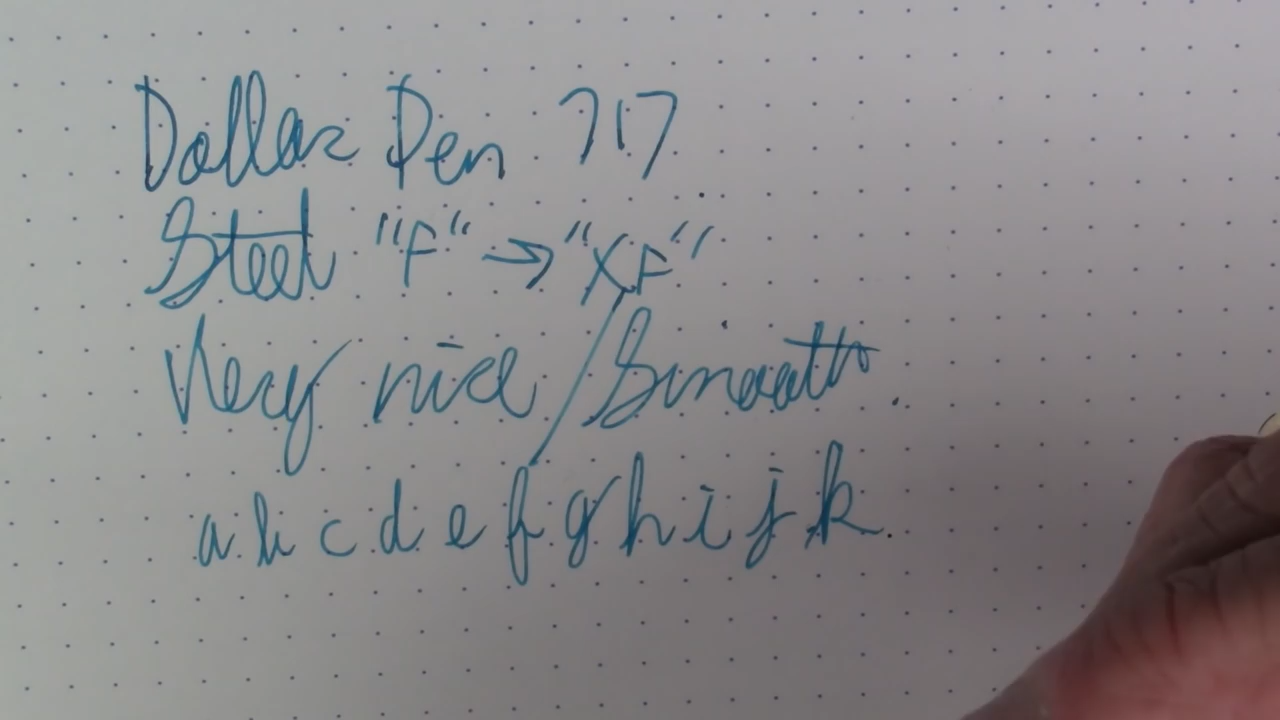 Dollar Pen 717
Steel "F" → "XF"
Very nice / Smooth
a b c d e f g h i j k